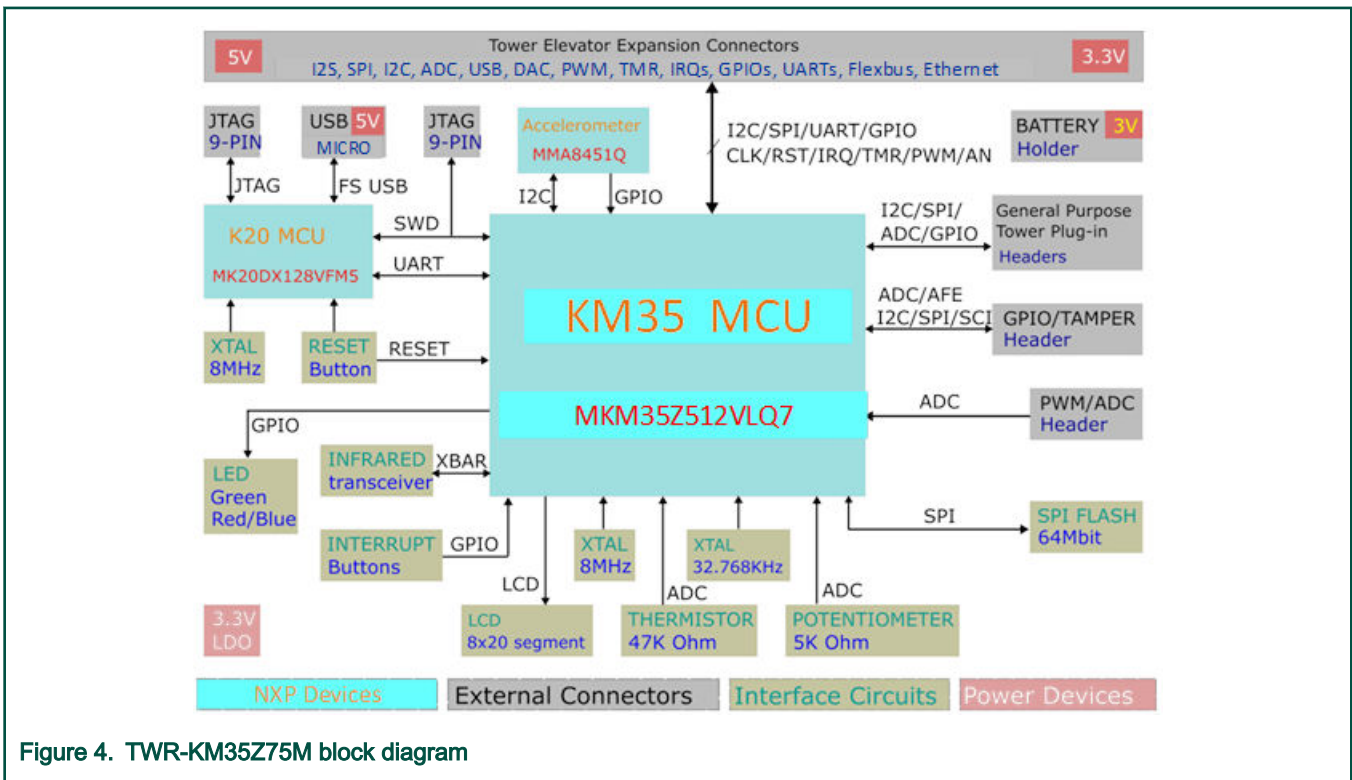 Tower Elevator Expansion Connectors
5V
3.3V
I2S, SPI, I2C, ADC, USB, DAC, PWM, TMR, IRQs, GPIOs, UARTs, Flexbus, Ethernet
JTAG
9-PIN
USB 5V
MICRO
JTAG
9-PIN
Accelerometer
MMA8451Q
I2C/SPI/UART/GPIO
CLK/RST/IRQ/TMR/PWM/AN
BATTERY 3V
Holder
JTAG
FS USB
I2C
GPIO
K20 MCU
MK20DX128VFM5
SWD
UART
I2C/SPI/
ADC/GPIO
General Purpose
Tower Plug-in
Headers
KM35 MCU
MKM35Z512VLQ7
ADC/AFE
I2C/SPI/SCI
GPIO/TAMPER
Header
XTAL
8MHz
RESET
Button
RESET
ADC
PWM/ADC
Header
GPIO
LED
Green
Red/Blue
INFRARED
transceiver
XBAR
INTERRUPT
Buttons
GPIO
LCD
XTAL
8MHz
XTAL
32.768KHz
SPI
SPI FLASH
64Mbit
ADC
ADC
3.3V
LDO
LCD
8x20 segment
THERMISTOR
47K Ohm
POTENTIOMETER
5K Ohm
NXP Devices
External Connectors
Interface Circuits
Power Devices
Figure 4. TWR-KM35Z75M block diagram